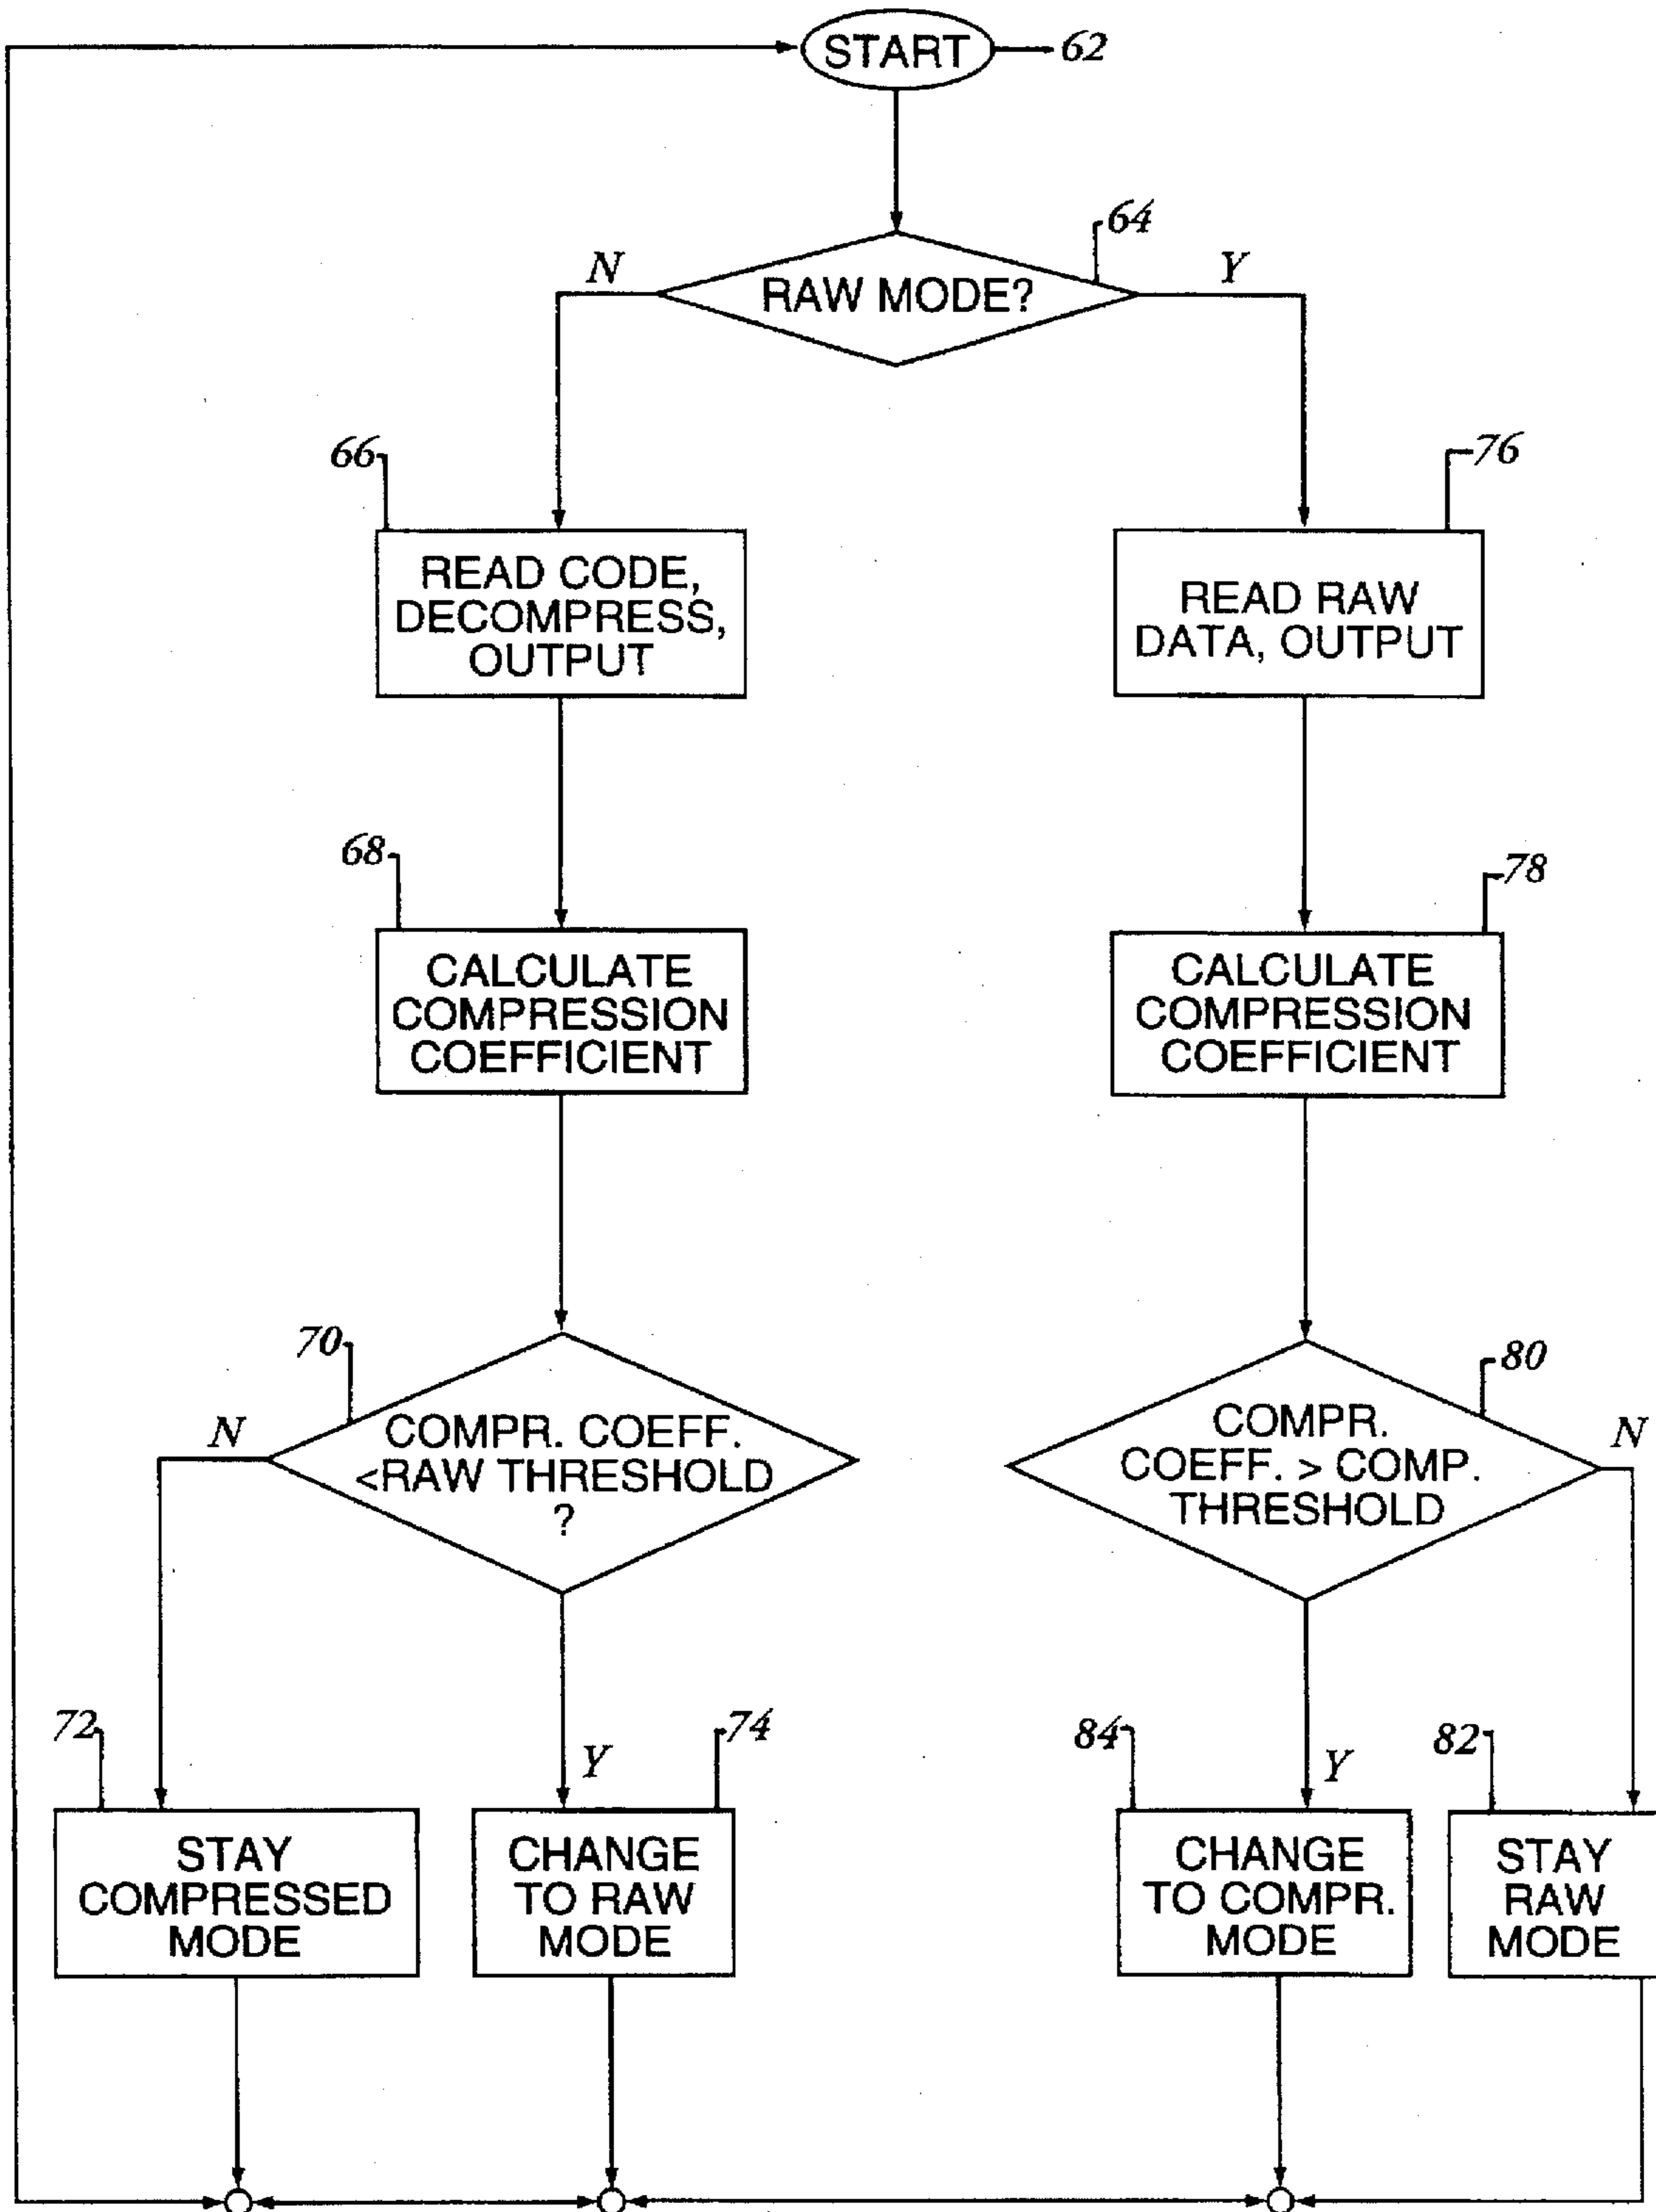 START
62
64
RAW MODE?
N
Y
66
READ CODE,
DECOMPRESS,
OUTPUT
76
READ RAW
DATA, OUTPUT
68
CALCULATE
COMPRESSION
COEFFICIENT
78
CALCULATE
COMPRESSION
COEFFICIENT
70
COMPR. COEFF.
<RAW THRESHOLD
?
N
80
COMPR.
COEFF. > COMP.
THRESHOLD
N
72
STAY
COMPRESSED
MODE
Y
74
CHANGE
TO RAW
MODE
84
Y
CHANGE
TO COMPR.
MODE
82
STAY
RAW
MODE